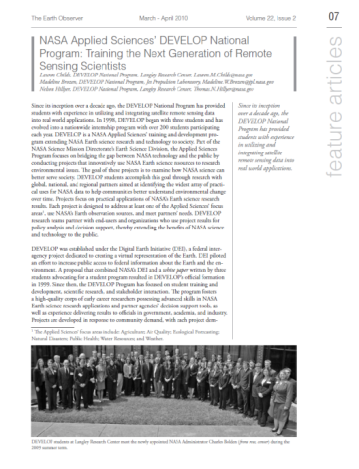 The Earth Observer
March - April 2010
Volume 22, Issue 2
07
feature articles
NASA Applied Sciences' DEVELOP National
Program: Training the Next Generation of Remote
Sensing Scientists
Lauren Childs, DEVELOP National Program, Langley Research Center, Lauren.M.Childs@nasa.gov
Madeline Brozen, DEVELOP National Program, Jet Propulsion Laboratory, Madeline.W.Brozen@jpl.nasa.gov
Nelson Hillyer, DEVELOP National Program, Langley Research Center, Thomas.N.Hillyer@nasa.gov
Since its inception over a decade ago, the DEVELOP National Program has provided
students with experience in utilizing and integrating satellite remote sensing data
into real world applications. In 1998, DEVELOP began with three students and has
evolved into a nationwide internship program with over 200 students participating
each year. DEVELOP is a NASA Applied Sciences' training and development pro-
gram extending NASA Earth science research and technology to society. Part of the
NASA Science Mission Directorate's Earth Science Division, the Applied Sciences
Program focuses on bridging the gap between NASA technology and the public by
conducting projects that innovatively use NASA Earth science resources to research
environmental issues. The goal of these projects is to examine how NASA science can
better serve society. DEVELOP students accomplish this goal through research with
global, national, and regional partners aimed at identifying the widest array of practi-
cal uses for NASA data to help communities better understand environmental change
over time. Projects focus on practical applications of NASA's Earth science research
results. Each project is designed to address at least one of the Applied Sciences' focus
areas¹, use NASA's Earth observation sources, and meet partners' needs. DEVELOP
research teams partner with end-users and organizations who use project results for
policy analysis and decision support, thereby extending the benefits of NASA science
and technology to the public.
Since its inception
over a decade ago, the
DEVELOP National
Program has provided
students with experience
in utilizing and
integrating satellite
remote sensing data into
real world applications.
DEVELOP was established under the Digital Earth Initiative (DEI), a federal inter-
agency project dedicated to creating a virtual representation of the Earth. DEI piloted
an effort to increase public access to federal information about the Earth and the en-
vironment. A proposal that combined NASA's DEI and a white paper written by three
students advocating for a student program resulted in DEVELOP's official formation
in 1999. Since then, the DEVELOP Program has focused on student training and
development, scientific research, and stakeholder interaction. The program fosters
a high-quality corps of early career researchers possessing advanced skills in NASA
Earth science research applications and partner agencies' decision support tools, as
well as experience delivering results to officials in government, academia, and industry.
Projects are developed in response to community demand, with each project dem-
¹ The Applied Sciences' focus areas include: Agriculture; Air Quality; Ecological Forecasting;
Natural Disasters; Public Health; Water Resources; and Weather.
DEVELOP students at Langley Research Center meet the newly appointed NASA Administrator Charles Bolden (front row, center) during the
2009 summer term.